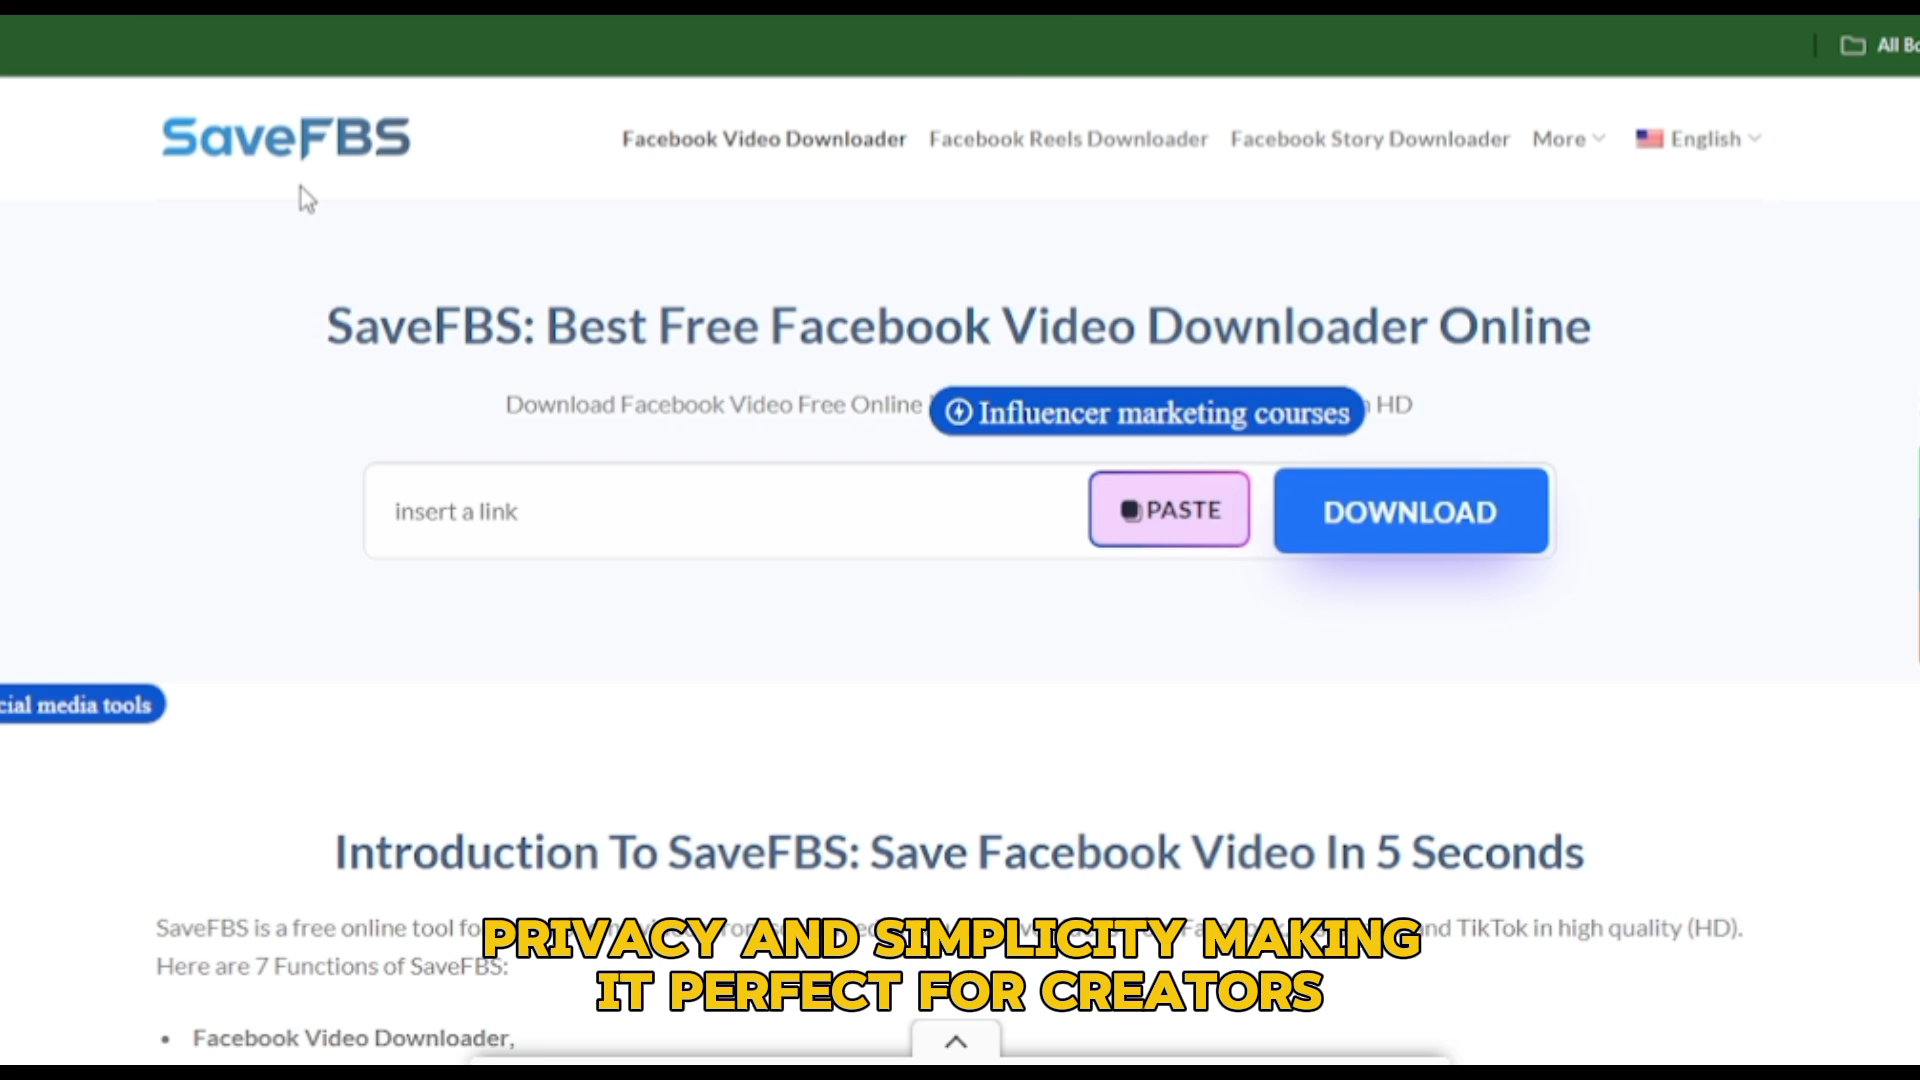 All Bo
SaveFBS
Facebook Video Downloader Facebook Reels Downloader Facebook Story Downloader More English
SaveFBS: Best Free Facebook Video Downloader Online
Download Facebook Video Free Online
Influencer marketing courses
HD
insert a link
PASTE
DOWNLOAD
cial media tools
Introduction To SaveFBS: Save Facebook Video In 5 Seconds
SaveFBS is a free online tool fo
nd TikTok in high quality (HD).
PRIVACY AND SIMPLICITY MAKING
Here are 7 Functions of SaveFBS:
IT PERFECT FOR CREATORS
• Facebook Video Downloader,